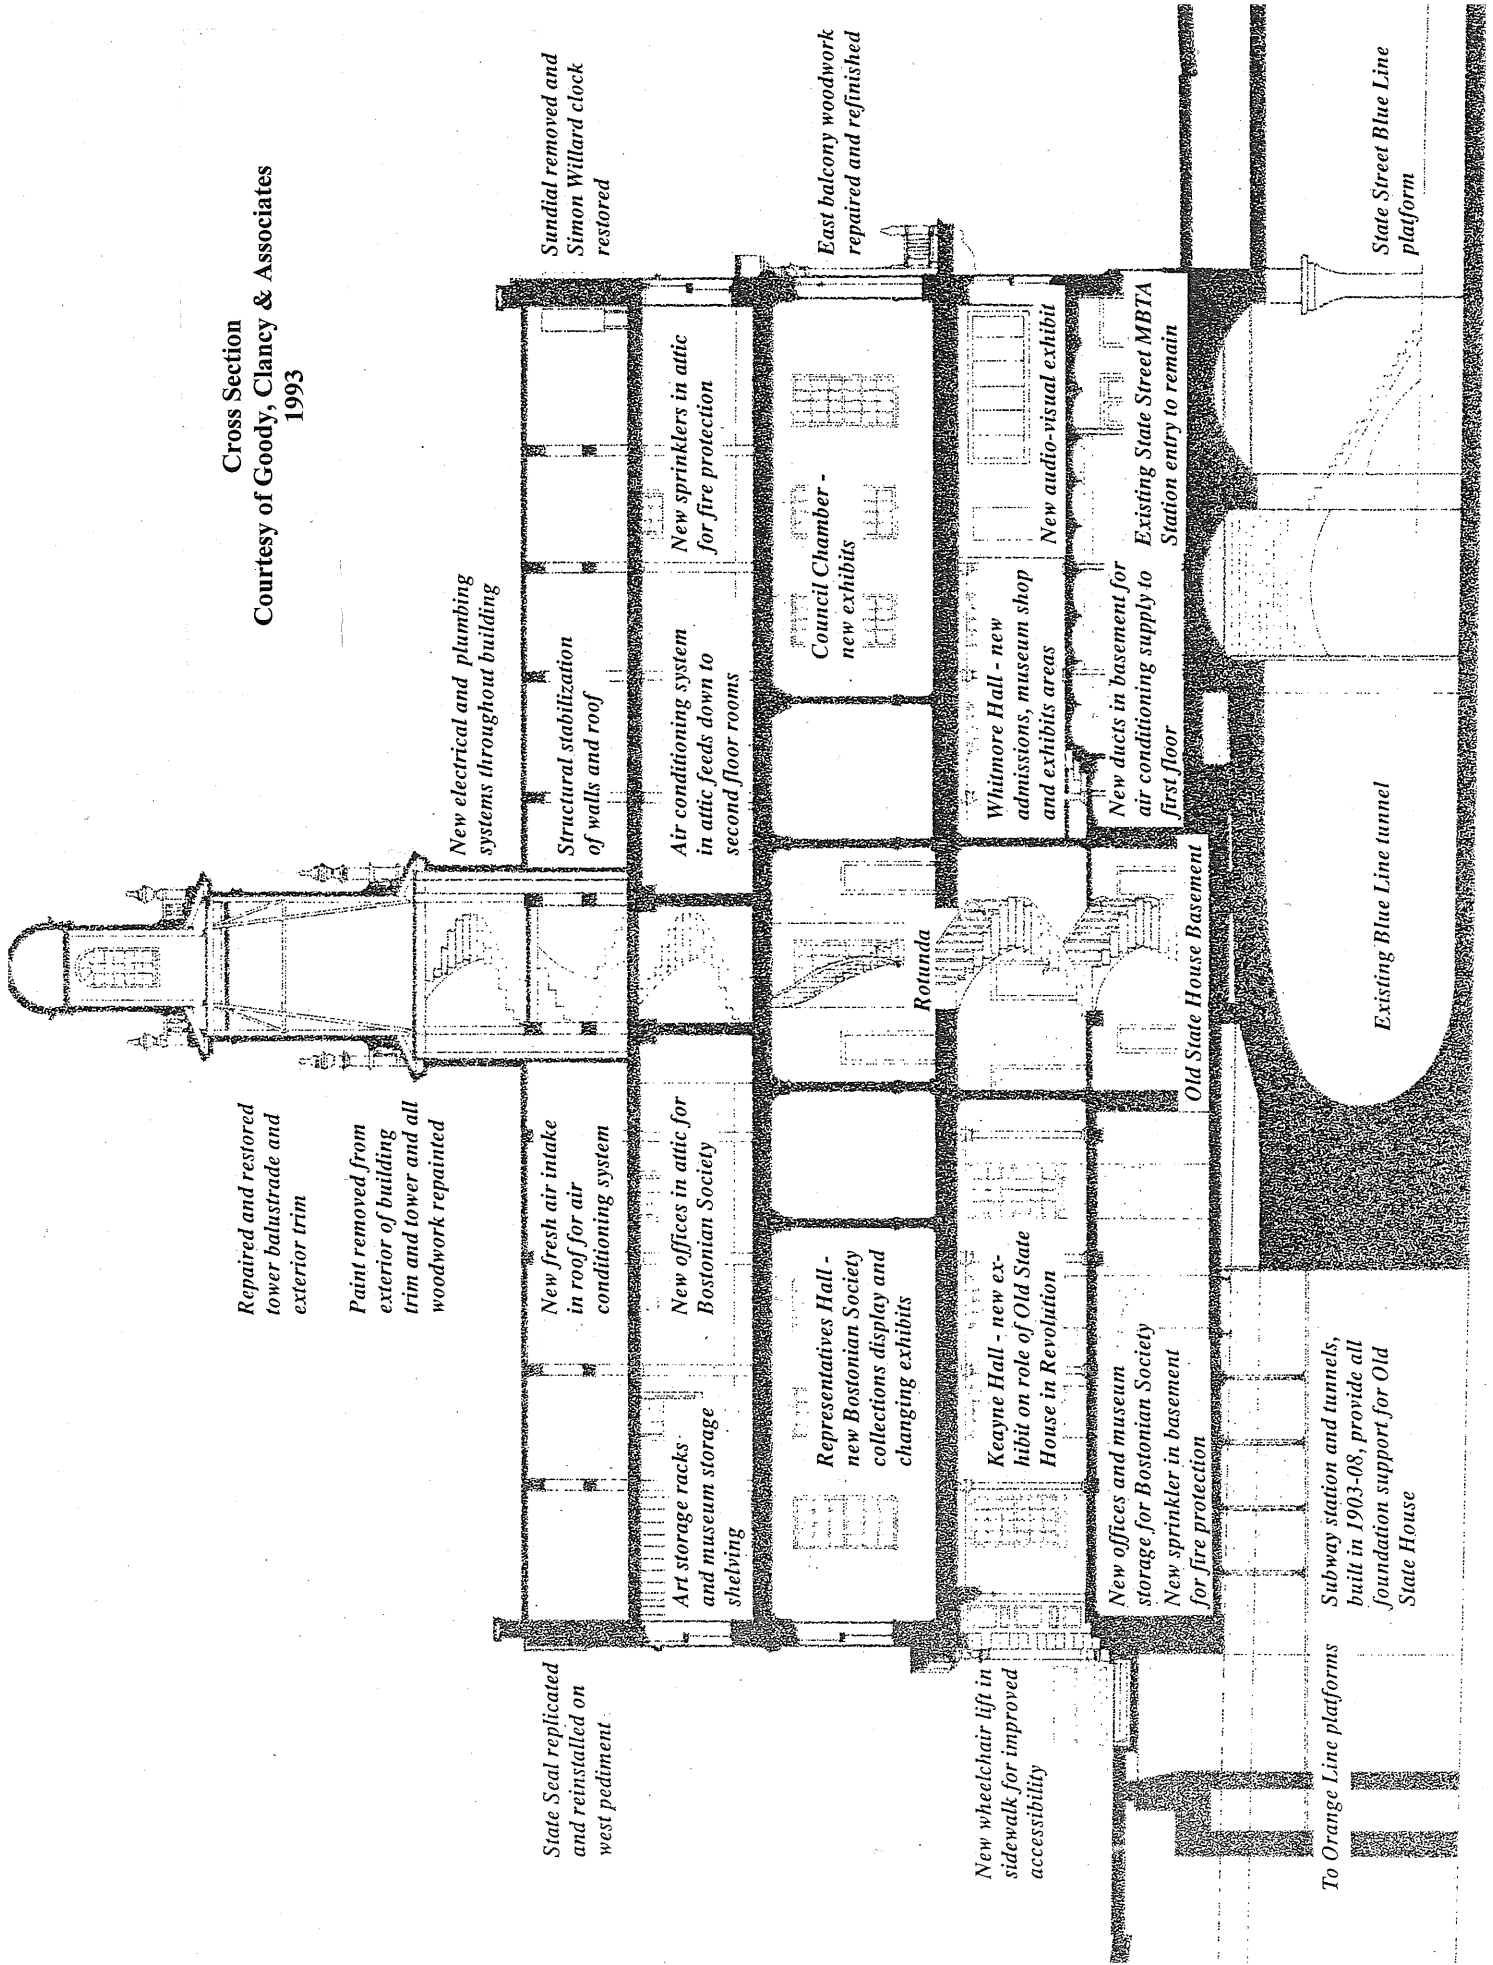 Cross Section
Courtesy of Goody, Clancy & Associates
1993
Repaired and restored
tower balustrade and
exterior trim
Paint removed from
exterior of building
trim and tower and all
woodwork repainted
New electrical and plumbing
systems throughout building
State Seal replicated
and reinstalled on
west pediment
New fresh air intake
in roof for air
conditioning system
Structural stabilization
of walls and roof
Sundial removed and
Simon Willard clock
restored
Art storage racks
and museum storage
shelving
New offices in attic for
Bostonian Society
Air conditioning system
in attic feeds down to
second floor rooms
New sprinklers in attic
for fire protection
Representatives Hall -
new Bostonian Society
collections display and
changing exhibits
Rotunda
Council Chamber -
new exhibits
East balcony woodwork
repaired and refinished
New wheelchair lift in
sidewalk for improved
accessibility
Keayne Hall - new ex-
hibit on role of Old State
House in Revolution
Whitmore Hall - new
admissions, museum shop
and exhibits areas
New audio-visual exhibit
New offices and museum
storage for Bostonian Society
New sprinkler in basement
for fire protection
Old State House Basement
New ducts in basement for
air conditioning supply to
first floor
Existing State Street MBTA
Station entry to remain
To Orange Line platforms
Subway station and tunnels,
built in 1903-08, provide all
foundation support for Old
State House
Existing Blue Line tunnel
State Street Blue Line
platform